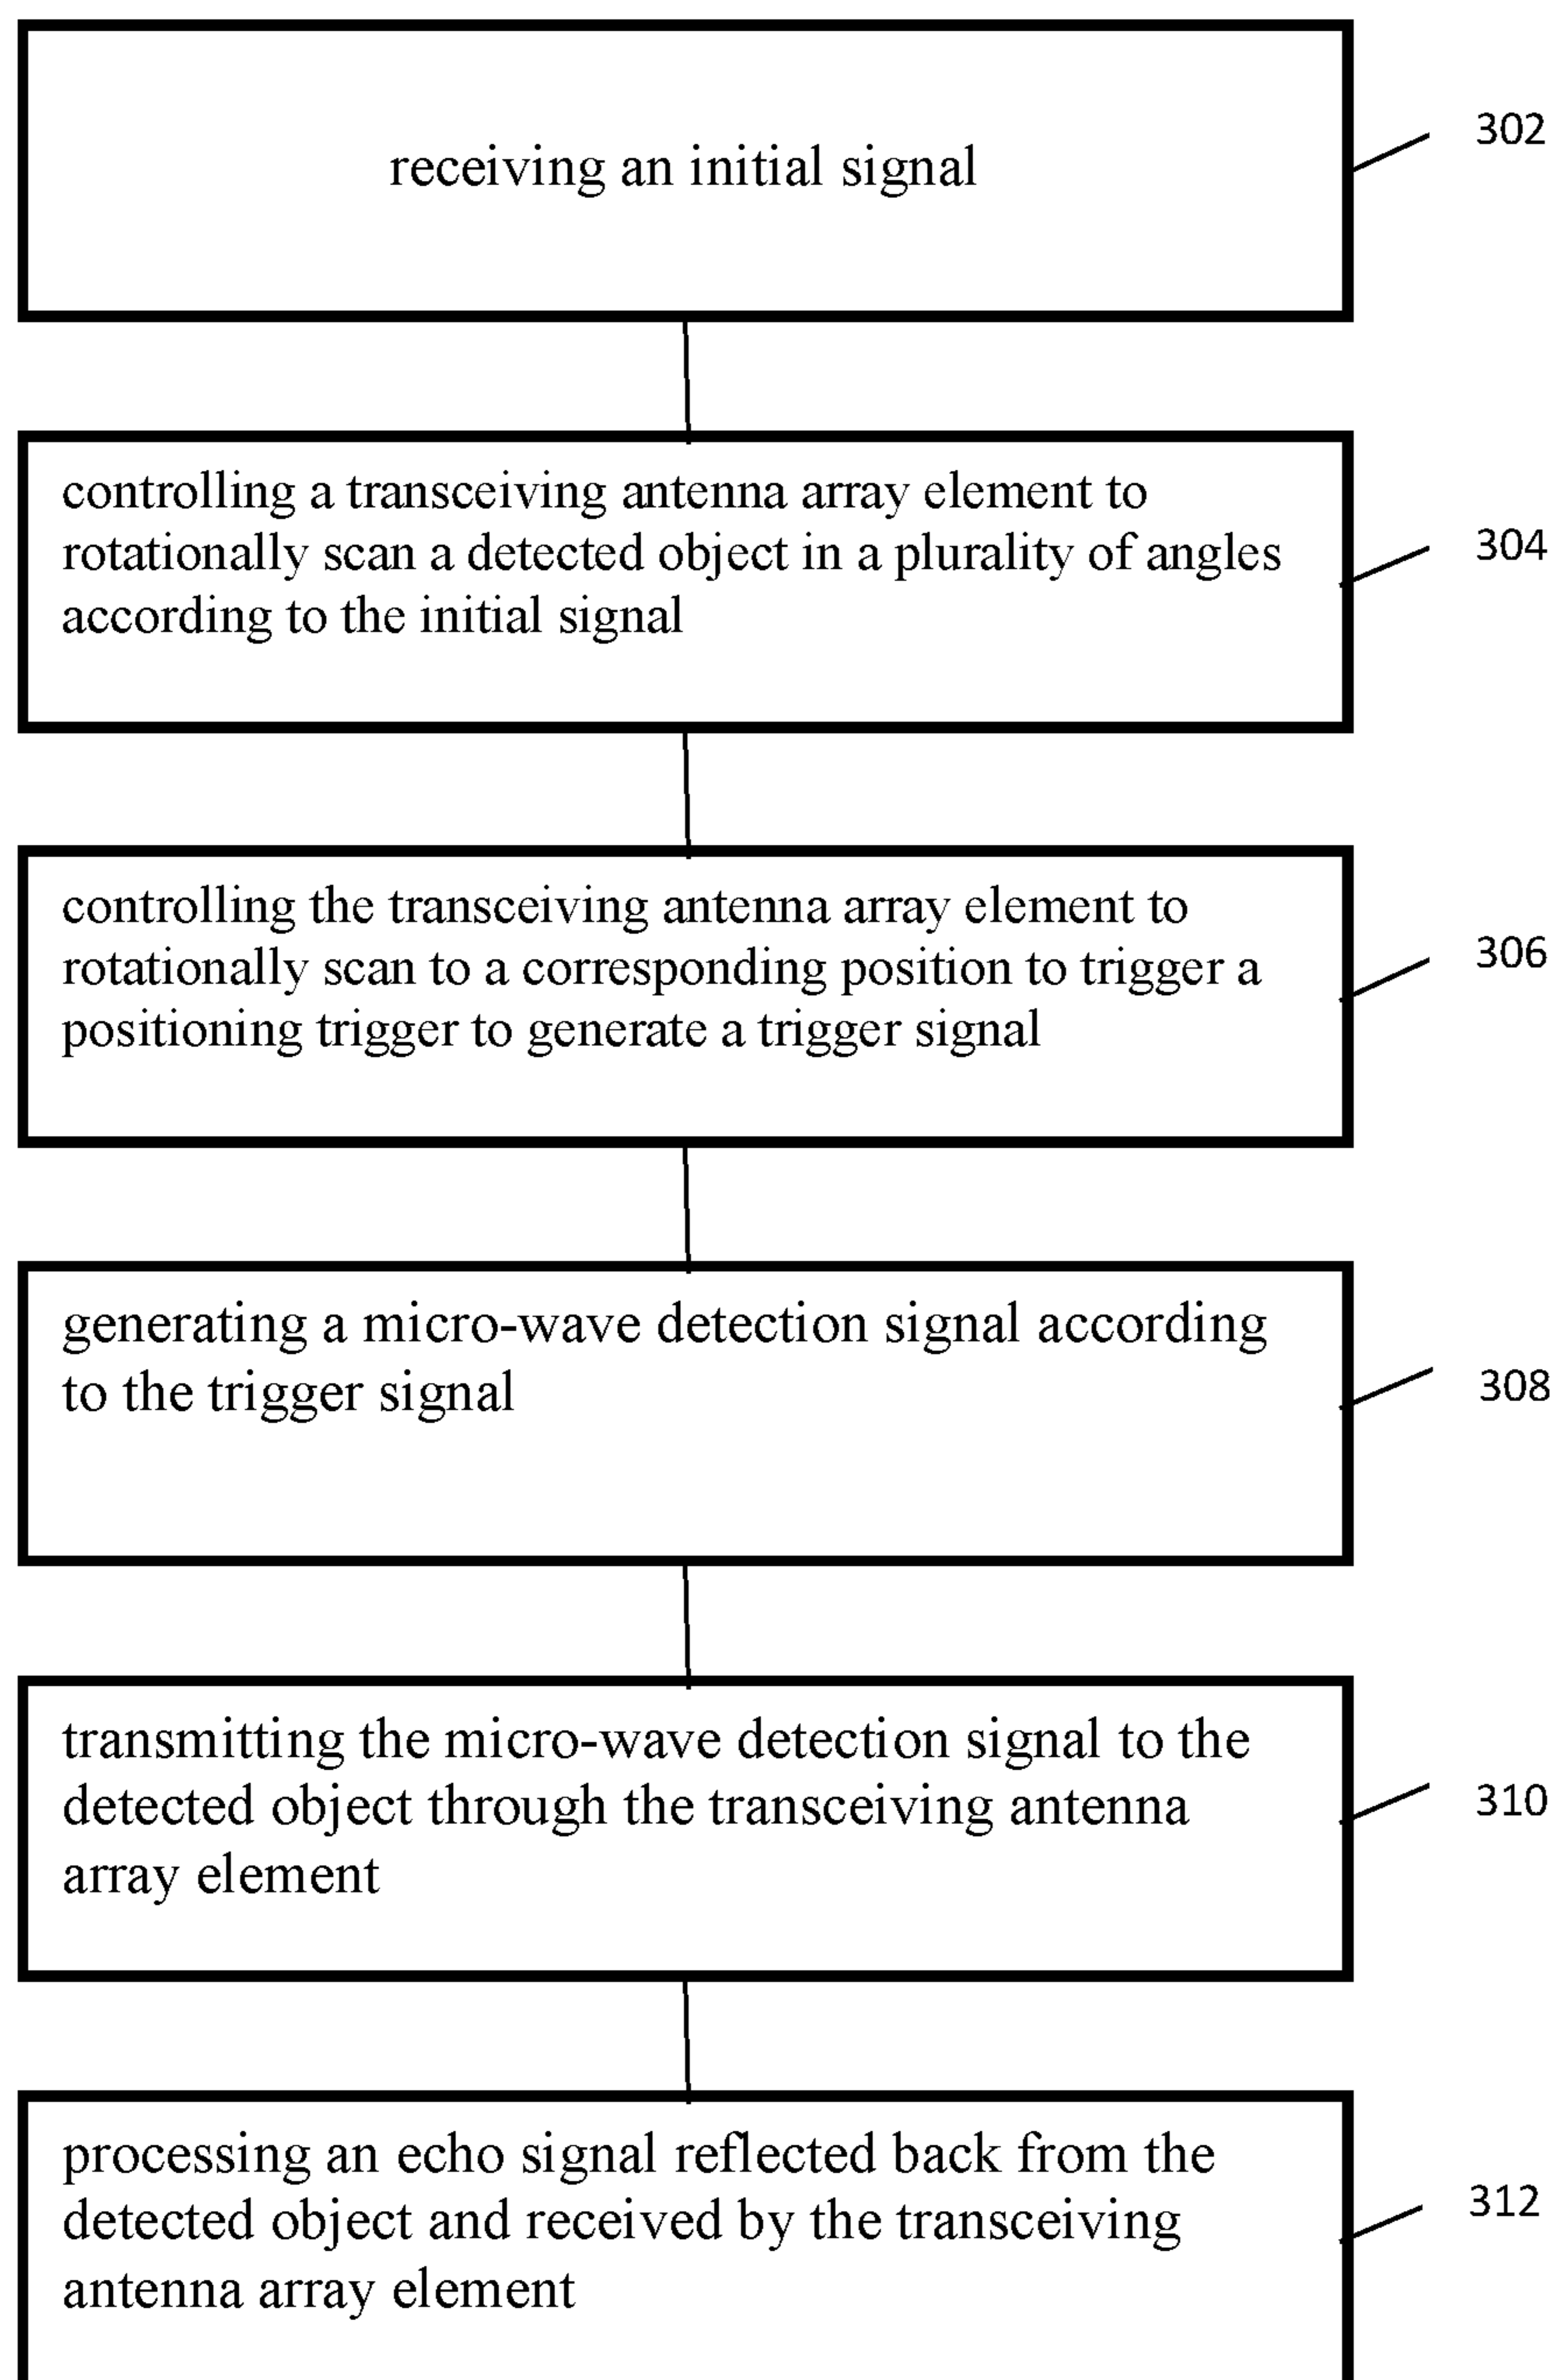 receiving an initial signal
302
controlling a transceiving antenna array element to
rotationally scan a detected object in a plurality of angles
according to the initial signal
304
controlling the transceiving antenna array element to
rotationally scan to a corresponding position to trigger a
positioning trigger to generate a trigger signal
306
generating a micro-wave detection signal according
to the trigger signal
308
transmitting the micro-wave detection signal to the
detected object through the transceiving antenna
array element
310
processing an echo signal reflected back from the
detected object and received by the transceiving
antenna array element
312